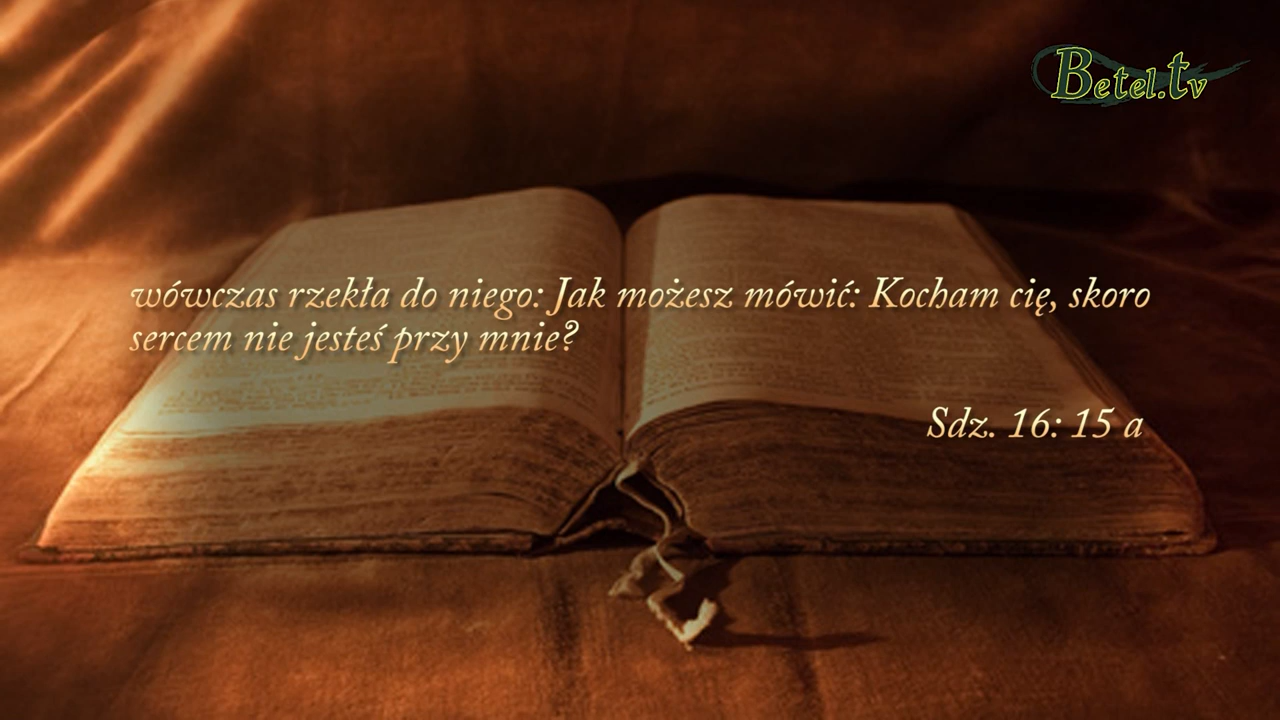 Betel.tv
wówczas rzekła do niego: Jak możesz mówić: Kocham cię, skoro
sercem nie jesteś przy mnie?
Sdz. 16: 15 a